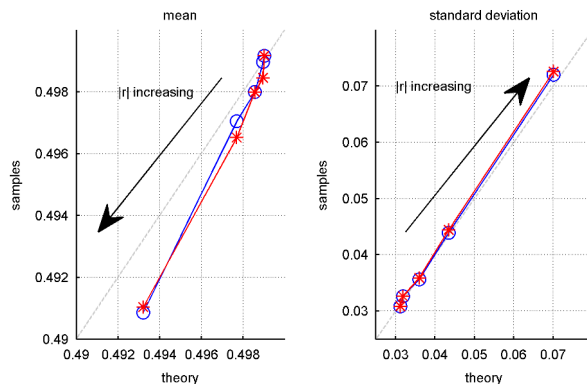 mean
standard deviation
|r| increasing
|r| increasing
samples
samples
0.498
0.496
0.494
0.492
0.49
0.07
0.06
0.05
0.04
0.03
0.49 0.492 0.494 0.496 0.498
0.03 0.04 0.05 0.06 0.07
theory
theory